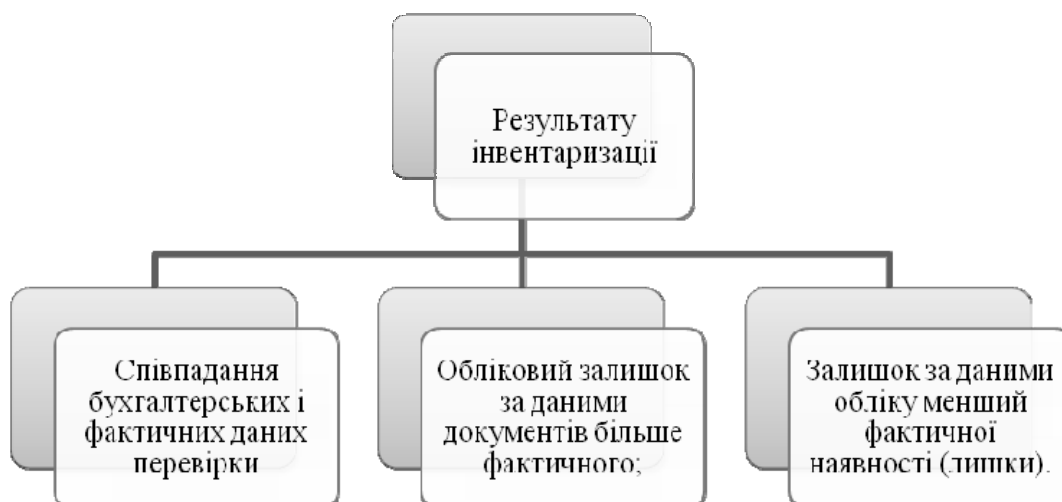 Результату
інвентаризації
Співпадання
бухгалтерських і
фактичних даних
перевірки
Обліковий залишок
за даними
документів більше
фактичного;
Залишок за даними
обліку менший
фактичної
наявності (лишки).